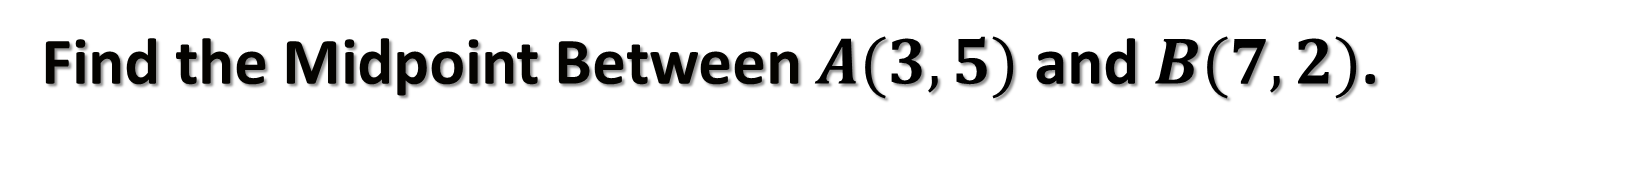 Find the Midpoint Between A(3, 5) and B(7, 2).